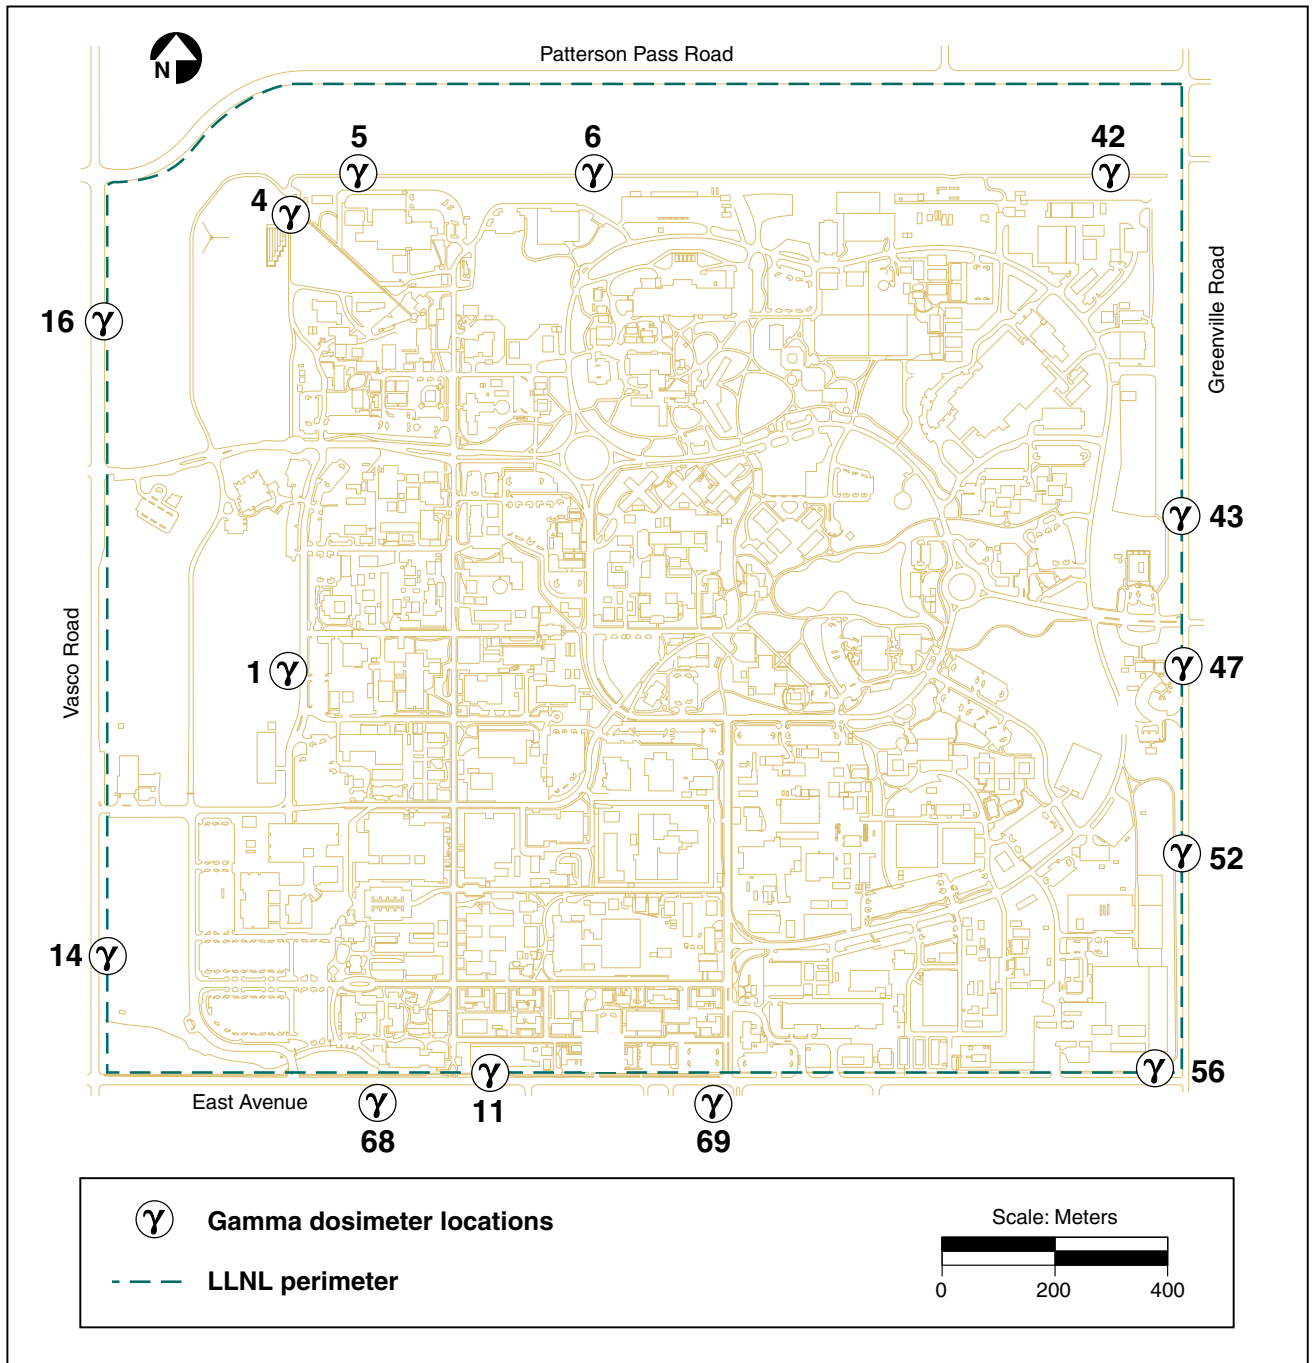 Patterson Pass Road
N
5
6
42
4
γ
γ
γ
γ
16
γ
Greenville Road
γ
43
Vasco Road
1
γ
γ
47
γ
52
14
γ
γ
56
East Avenue
γ
γ
γ
68
11
69
γ
Gamma dosimeter locations
LLNL perimeter
Scale: Meters
0
200
400